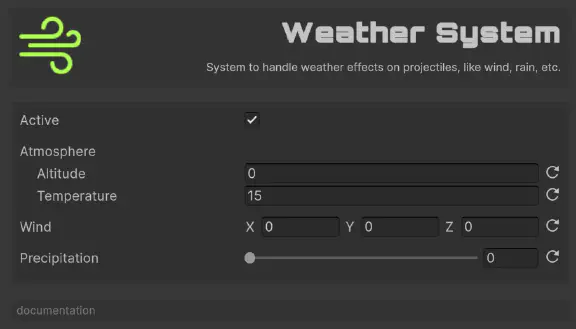 Weather System
System to handle weather effects on projectiles, like wind, rain, etc.
Active
Atmosphere
Altitude 0
Temperature 15
Wind X 0 Y 0 Z 0
Precipitation 0
documentation